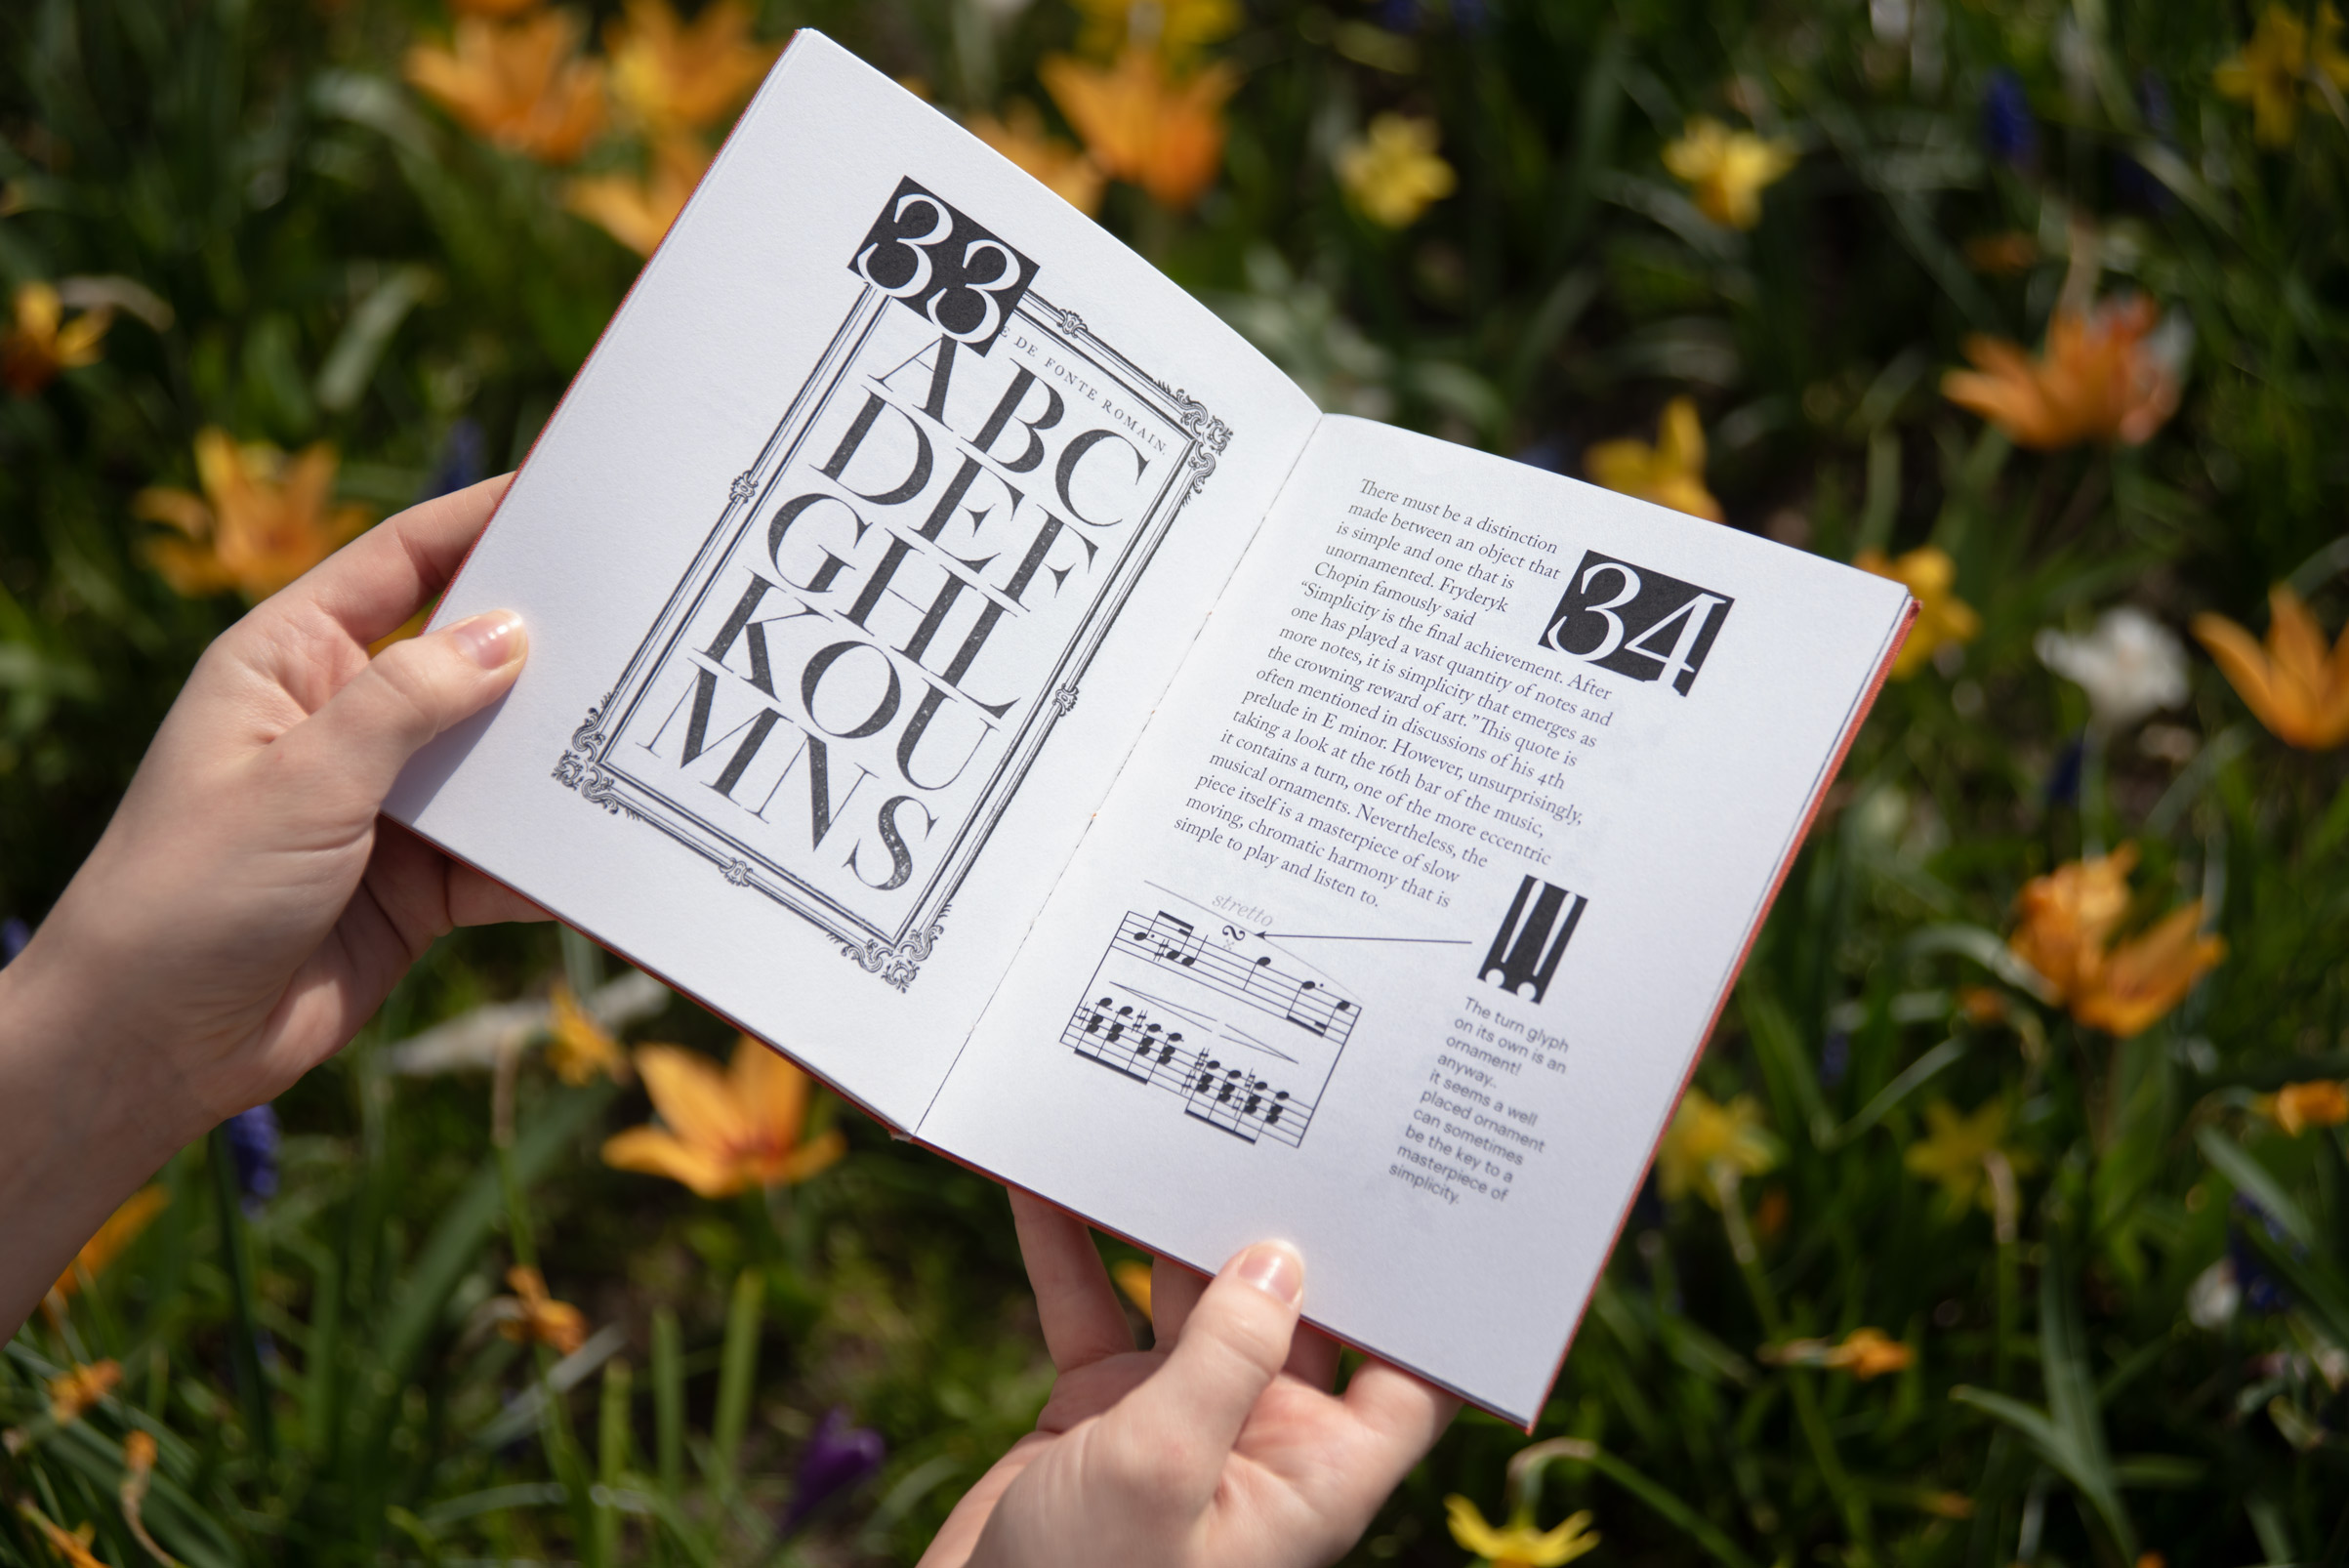 33
E DE FONTE ROMAIN.
ABC
DEF
GHIL
KOU
MNS
34
There must be a distinction
made between an object that
is simple and one that is
unornamented. Fryderyk
Chopin famously said
“Simplicity is the final achievement. After
one has played a vast quantity of notes and
more notes, it is simplicity that emerges as
the crowning reward of art.” This quote is
often mentioned in discussions of his 4th
prelude in E minor. However, unsurprisingly,
taking a look at the 16th bar of the music,
it contains a turn, one of the more eccentric
musical ornaments. Nevertheless, the
piece itself is a masterpiece of slow
moving, chromatic harmony that is
simple to play and listen to.
stretto
!!
The turn glyph
on its own is an
ornament!
anyway..
it seems a well
placed ornament
can sometimes
be the key to a
masterpiece of
simplicity.